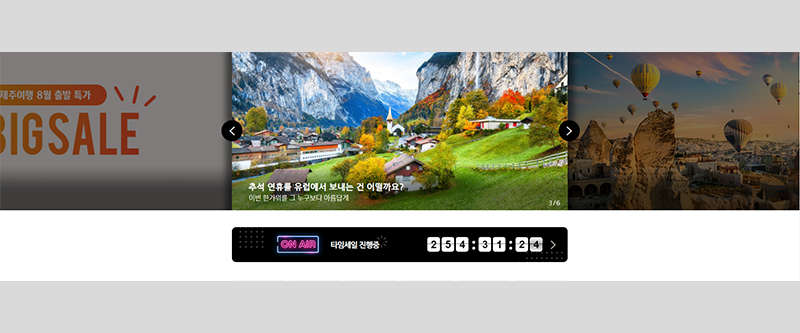 제주여행 8월 출발 특가
BIGSALE
추석 연휴를 유럽에서 보내는 건 어떨까요?
이번 한가위를 그 누구보다 아름답게
3/6
ON AIR 타임세일 진행중 254:31:24